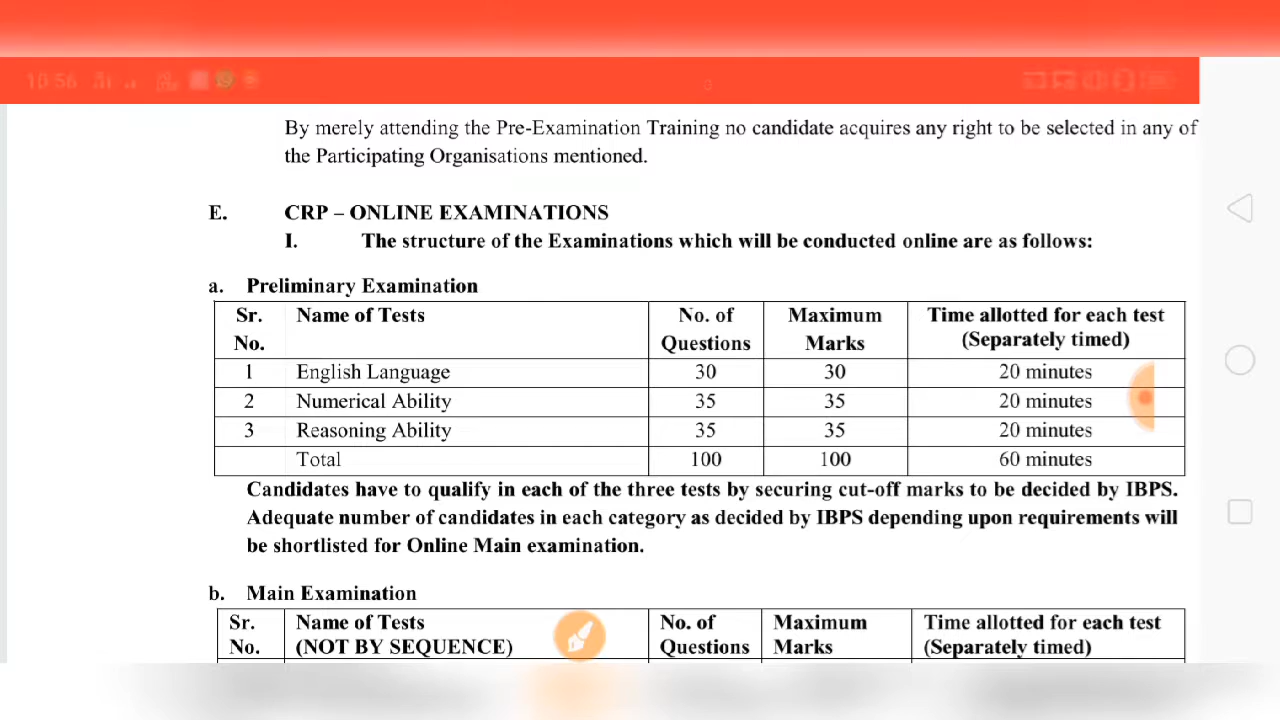 10:56
By merely attending the Pre-Examination Training no candidate acquires any right to be selected in any of
the Participating Organisations mentioned.
E. CRP – ONLINE EXAMINATIONS
I. The structure of the Examinations which will be conducted online are as follows:
a. Preliminary Examination
Sr. No. Name of Tests No. of Questions Maximum Marks Time allotted for each test (Separately timed)
1 English Language 30 30 20 minutes
2 Numerical Ability 35 35 20 minutes
3 Reasoning Ability 35 35 20 minutes
Total 100 100 60 minutes
Candidates have to qualify in each of the three tests by securing cut-off marks to be decided by IBPS.
Adequate number of candidates in each category as decided by IBPS depending upon requirements will
be shortlisted for Online Main examination.
b. Main Examination
Sr. No. Name of Tests (NOT BY SEQUENCE) No. of Questions Maximum Marks Time allotted for each test (Separately timed)